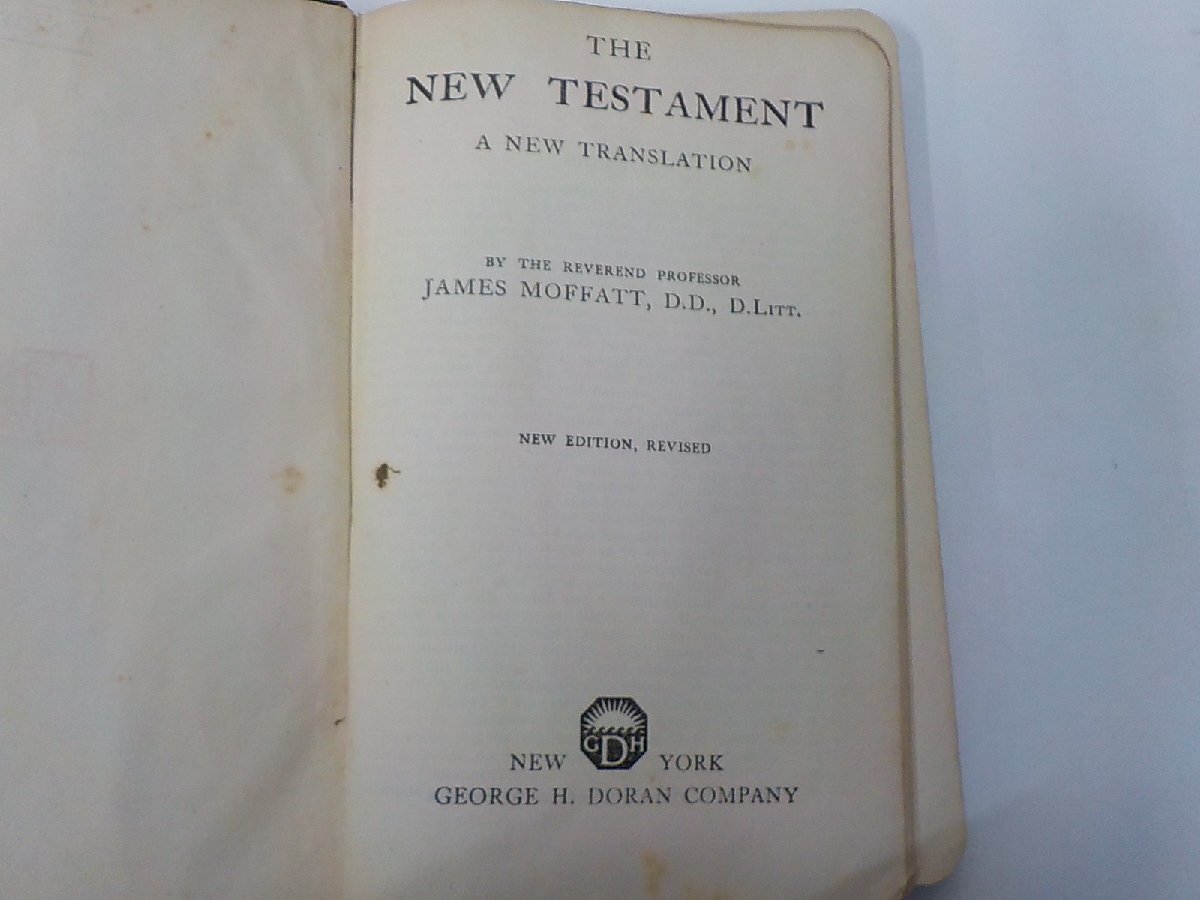 THE
NEW TESTAMENT
A NEW TRANSLATION
BY THE REVEREND PROFESSOR
JAMES MOFFATT, D.D., D.LITT.
NEW EDITION, REVISED
GDH
NEW YORK
GEORGE H. DORAN COMPANY